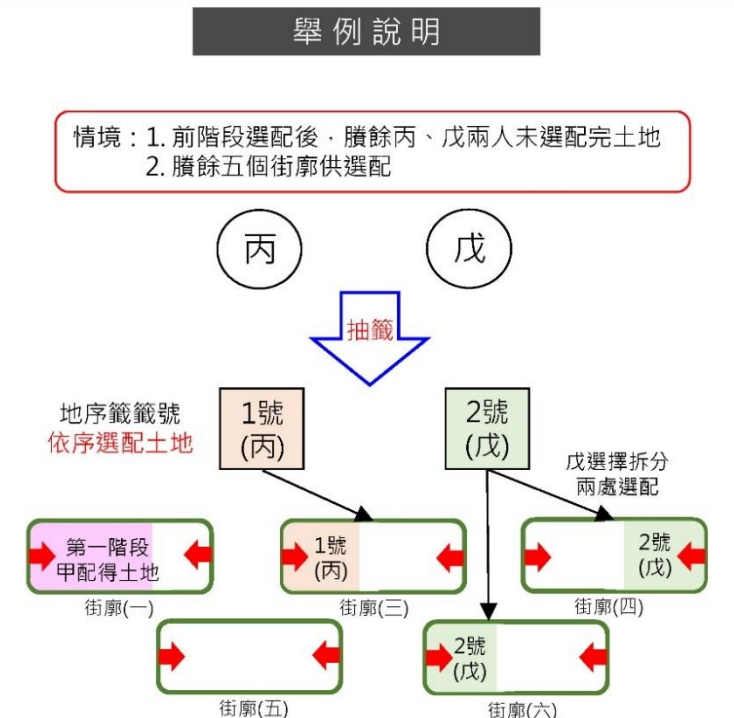 舉例說明
情境：1. 前階段選配後，賸餘丙、戊兩人未選配完土地
2. 賸餘五個街廓供選配
丙
戊
抽籤
地序籤籤號
依序選配土地
1號
(丙)
2號
(戊)
戊選擇拆分
兩處選配
第一階段
甲配得土地
1號
(丙)
2號
(戊)
街廓(一)
街廓(三)
街廓(四)
2號
(戊)
街廓(五)
街廓(六)